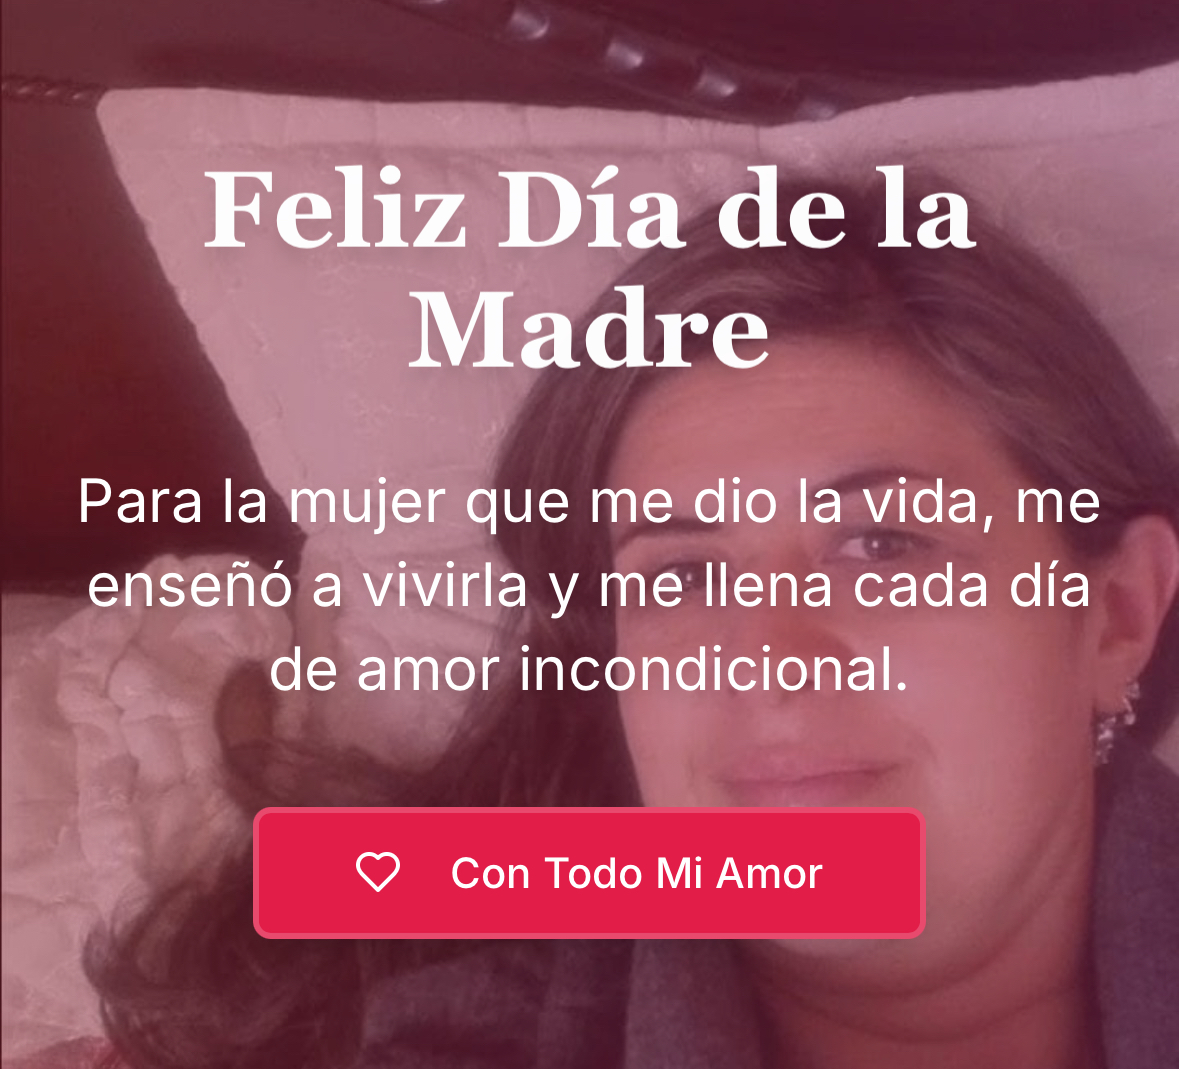 Feliz Día de la
Madre
Para la mujer que me dio la vida, me
enseñó a vivirla y me llena cada día
de amor incondicional.
Con Todo Mi Amor